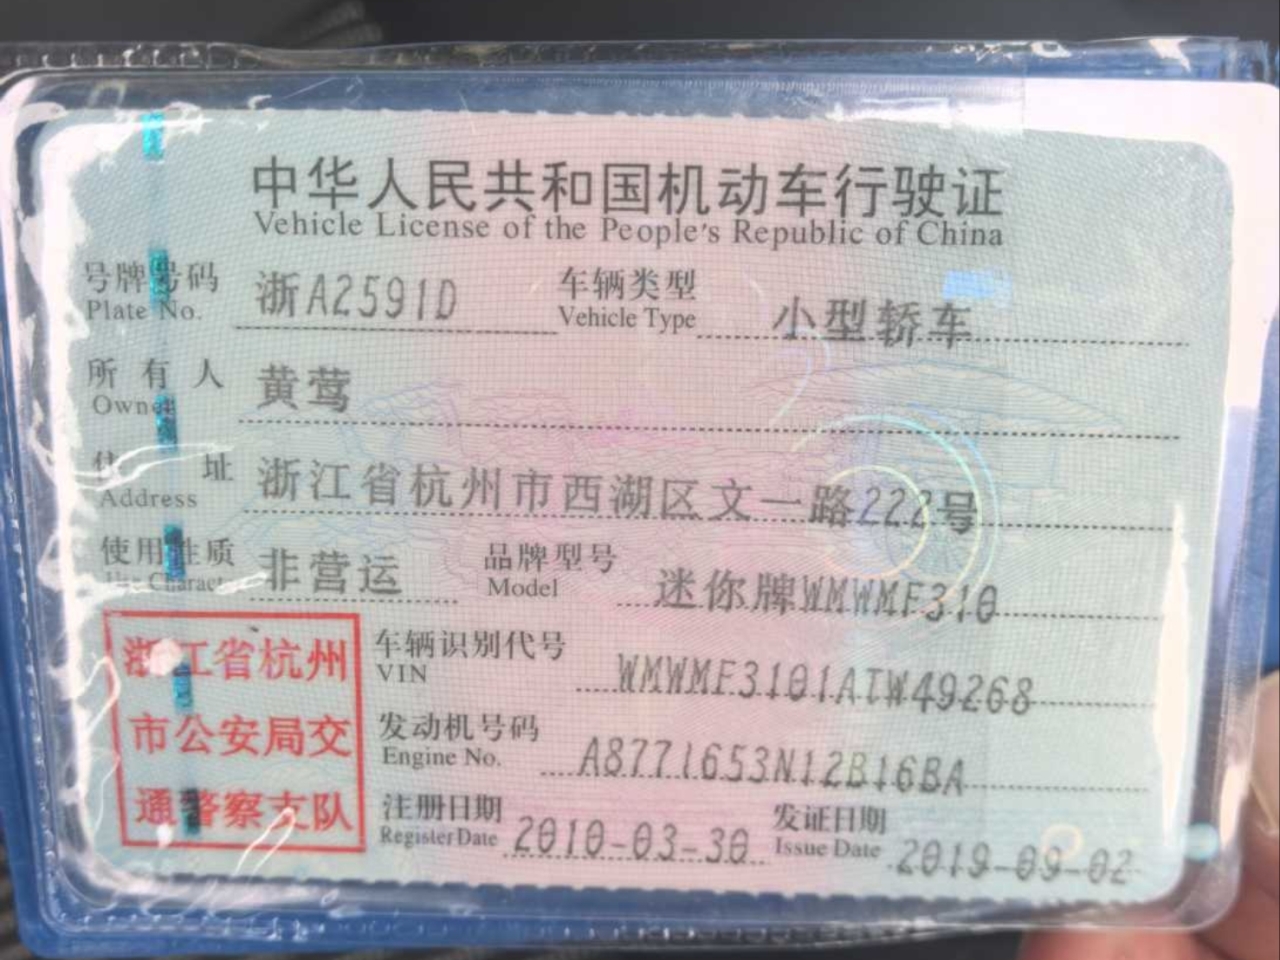 中华人民共和国机动车行驶证
Vehicle License of the People's Republic of China
号牌号码 浙A2591D 车辆类型 小型轿车
Plate No. Vehicle Type
所有人 黄莺
Owner
住址 浙江省杭州市西湖区文一路222号
Address
使用性质 非营运 品牌型号 迷你牌WMWMF310
Use Character Model
车辆识别代号 WMWMF3101ATW49268
VIN
发动机号码 A8771653N12B16BA
Engine No.
注册日期 2010-03-30 发证日期 2019-09-02
Register Date Issue Date
浙江省杭州
市公安局交
通警察支队